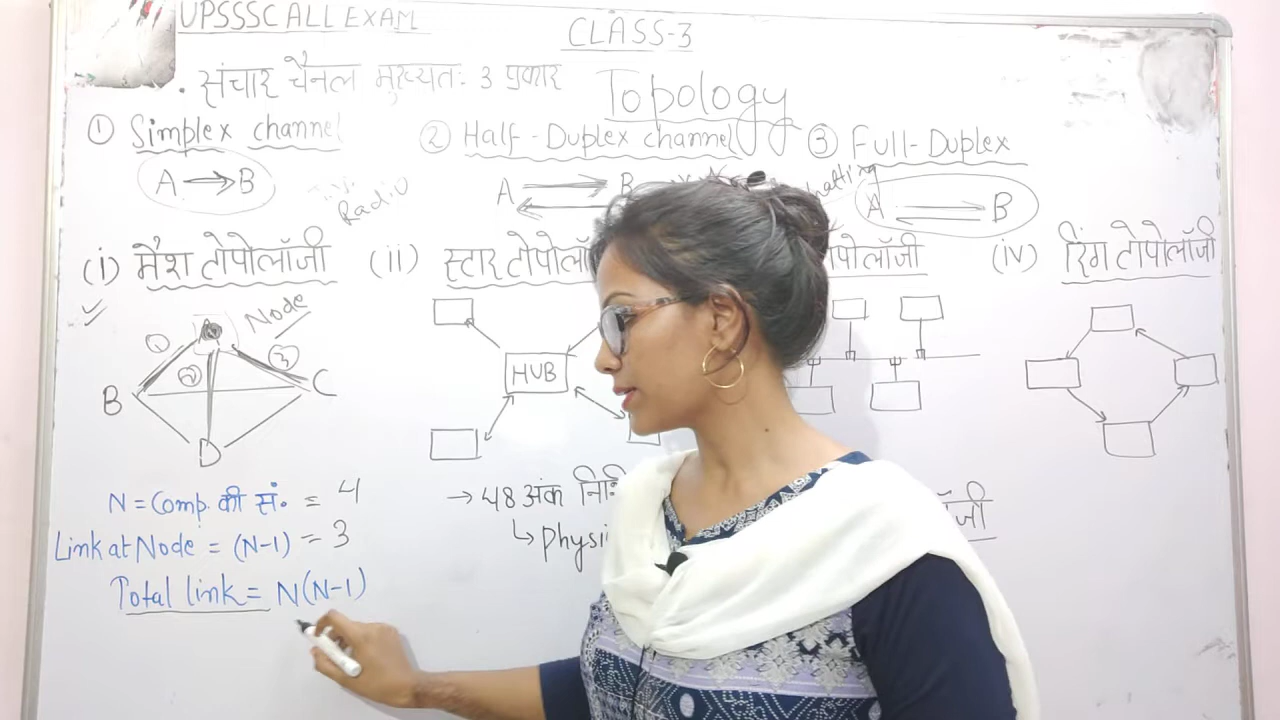 UPSSSC ALL EXAM
CLASS-3
. संचार चैनल मुख्यतः 3 प्रकार
Topology
① Simplex channel
② Half-Duplex channel
③ Full-Duplex
A → B
Radio
A
B
A
B
(i) मैश टोपोलॉजी
(ii) स्टार टोपोलॉ
पोलॉजी
(iv) रिंग टोपोलॉजी
Node
① ② ③
B
C
D
HUB
N = Comp. की सं. = 4
Link at Node = (N-1) = 3
Total link = N(N-1)
→ 48 अंक
↳ physi
ॉजी